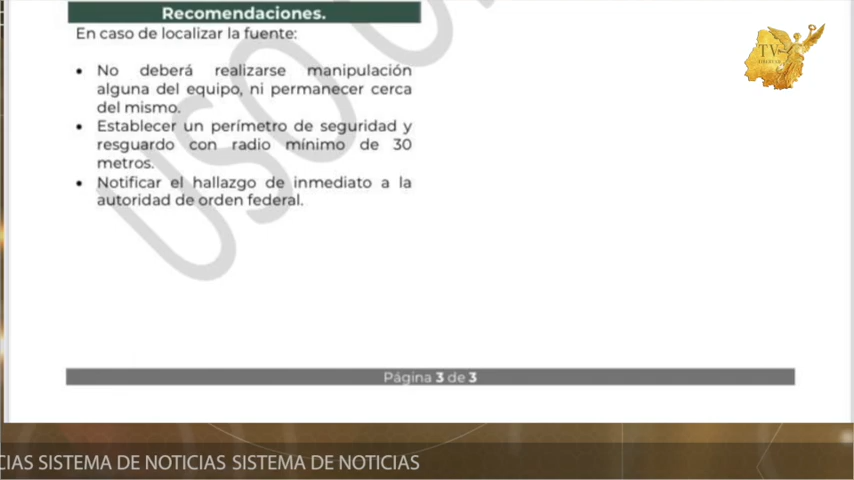 Recomendaciones.
En caso de localizar la fuente:
• No deberá realizarse manipulación
alguna del equipo, ni permanecer cerca
del mismo.
• Establecer un perímetro de seguridad y
resguardo con radio mínimo de 30
metros.
• Notificar el hallazgo de inmediato a la
autoridad de orden federal.
USO
Página 3 de 3
TV
CIAS SISTEMA DE NOTICIAS SISTEMA DE NOTICIAS